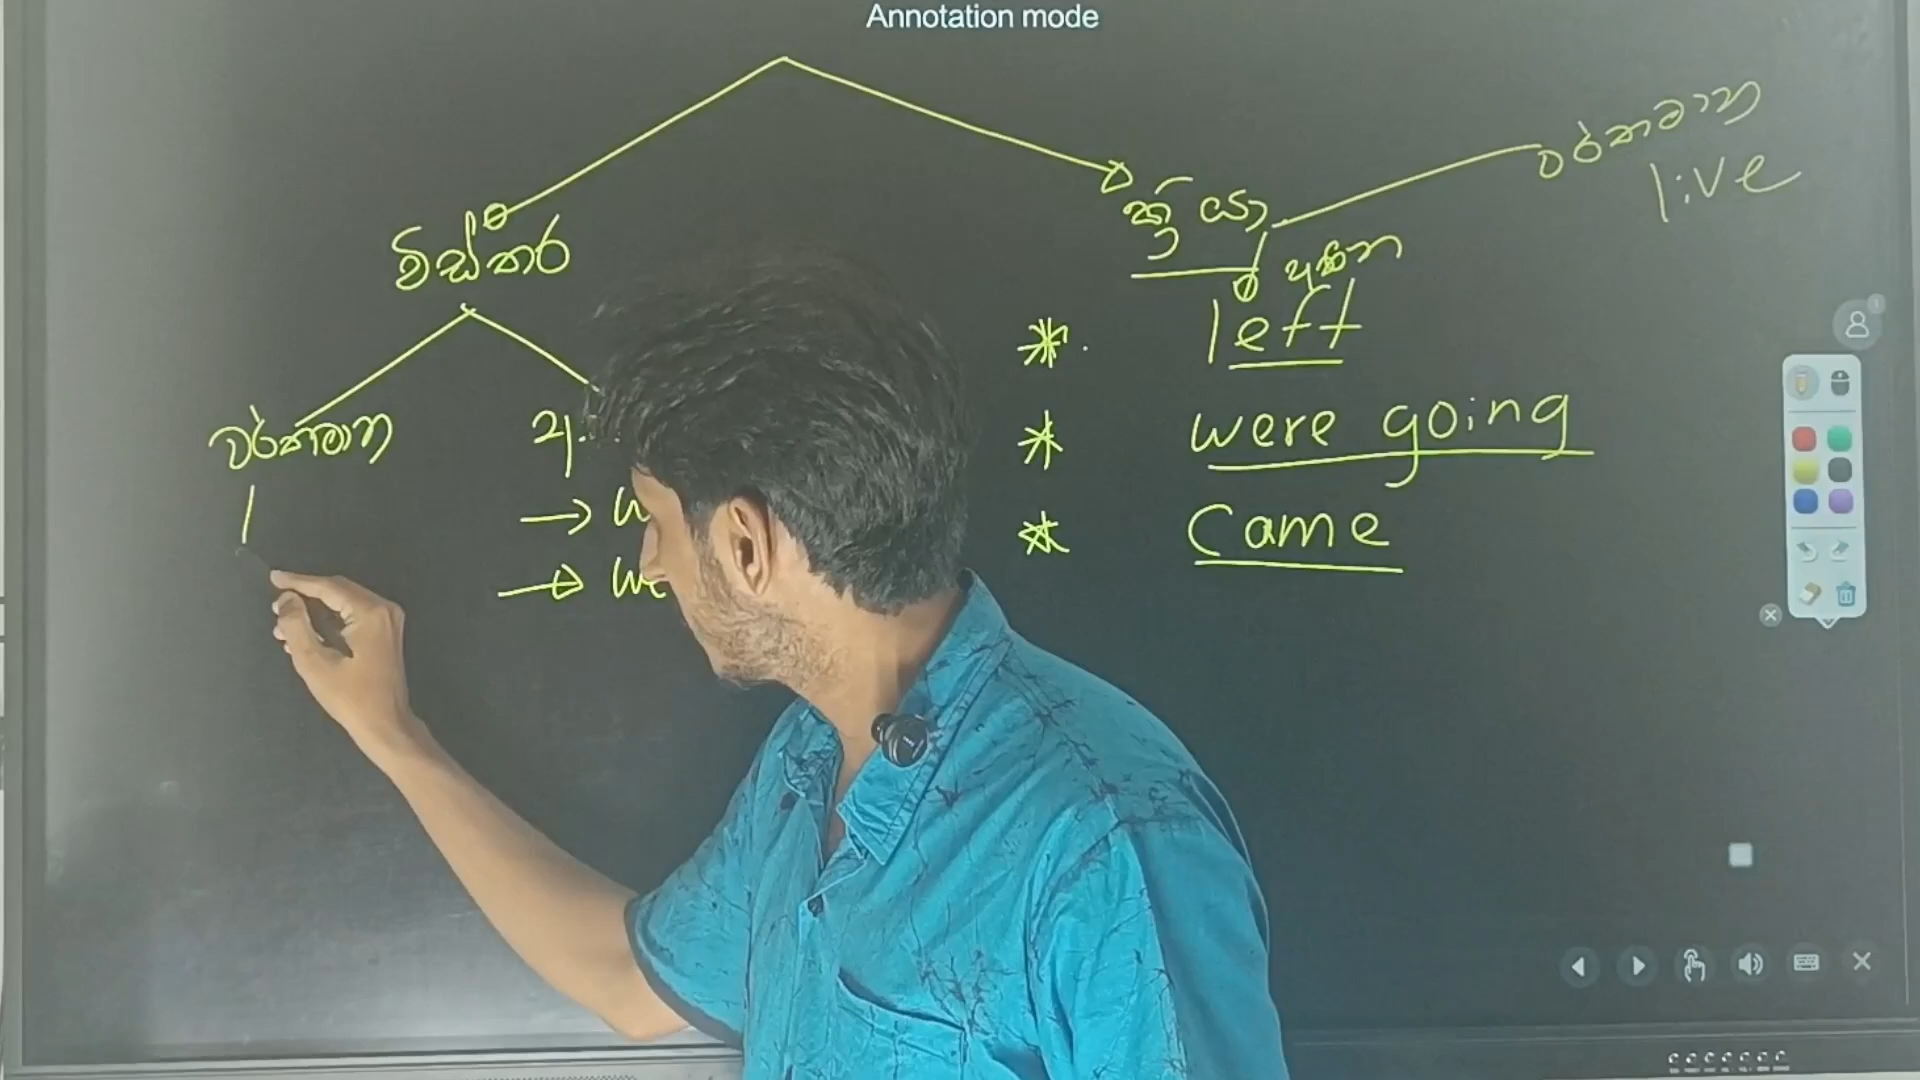 Annotation mode
විස්තර
ක්‍රියා
වර්තමාන
live
අතීත
left
වර්තමාන
were going
Came